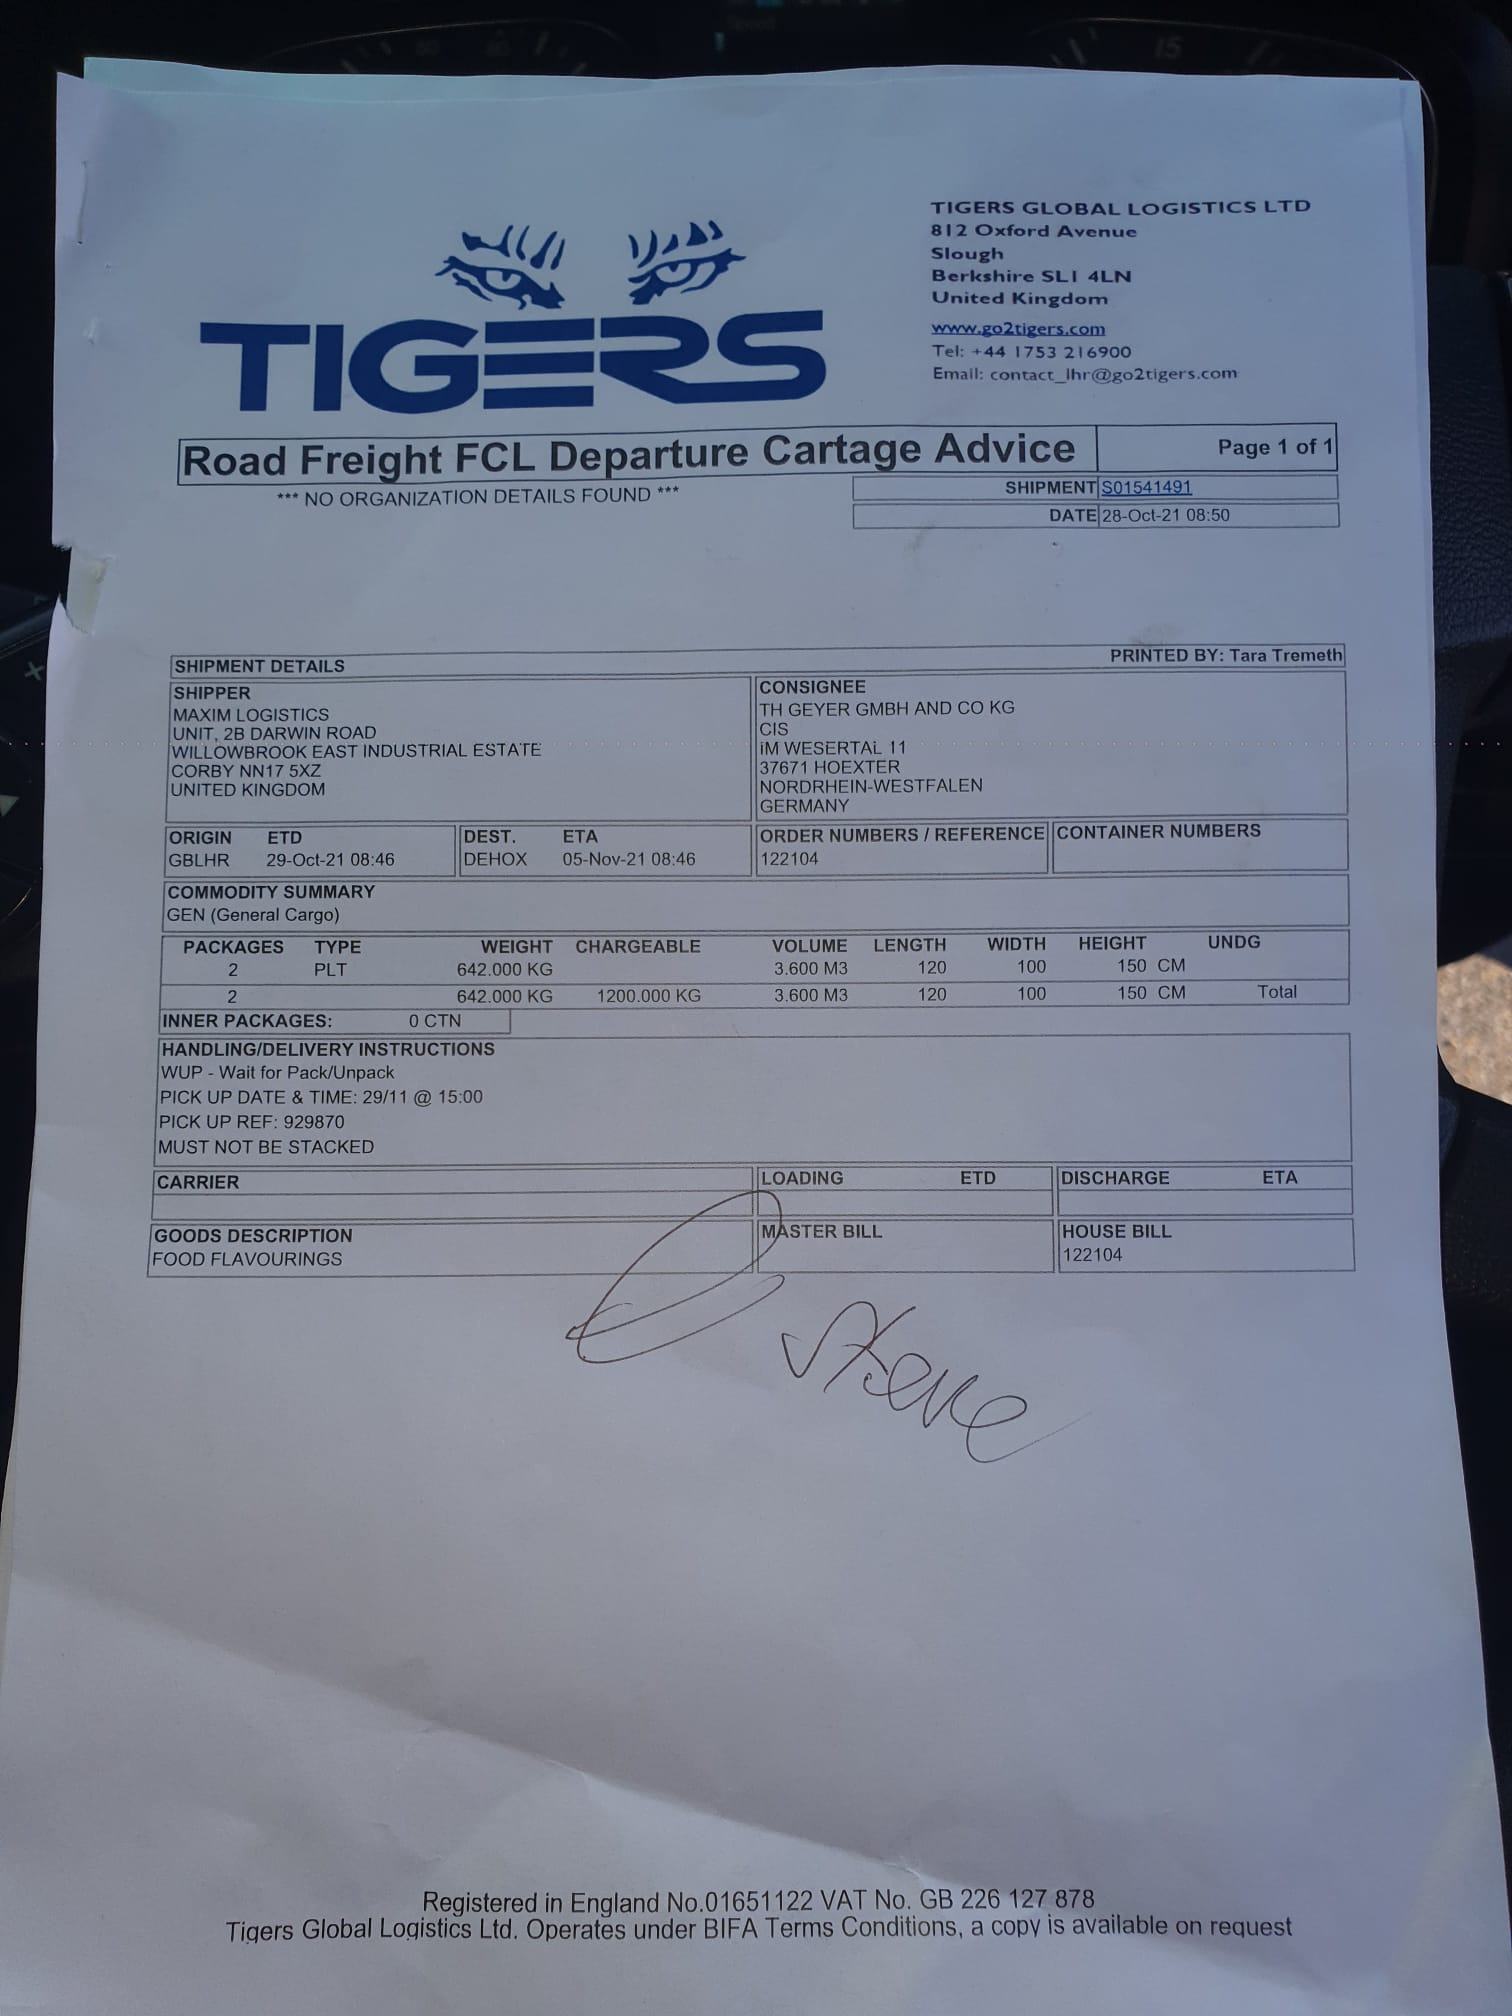 TIGERS
TIGERS GLOBAL LOGISTICS LTD
812 Oxford Avenue
Slough
Berkshire SL1 4LN
United Kingdom
www.go2tigers.com
Tel: +44 1753 216900
Email: contact_lhr@go2tigers.com
Road Freight FCL Departure Cartage Advice Page 1 of 1
*** NO ORGANIZATION DETAILS FOUND ***
SHIPMENT S01541491
DATE 28-Oct-21 08:50
SHIPMENT DETAILS PRINTED BY: Tara Tremeth
SHIPPER
MAXIM LOGISTICS
UNIT, 2B DARWIN ROAD
WILLOWBROOK EAST INDUSTRIAL ESTATE
CORBY NN17 5XZ
UNITED KINGDOM
CONSIGNEE
TH GEYER GMBH AND CO KG
CIS
iM WESERTAL 11
37671 HOEXTER
NORDRHEIN-WESTFALEN
GERMANY
ORIGIN ETD DEST. ETA ORDER NUMBERS / REFERENCE CONTAINER NUMBERS
GBLHR 29-Oct-21 08:46 DEHOX 05-Nov-21 08:46 122104
COMMODITY SUMMARY
GEN (General Cargo)
PACKAGES TYPE WEIGHT CHARGEABLE VOLUME LENGTH WIDTH HEIGHT UNDG
2 PLT 642.000 KG 3.600 M3 120 100 150 CM
2 642.000 KG 1200.000 KG 3.600 M3 120 100 150 CM Total
INNER PACKAGES: 0 CTN
HANDLING/DELIVERY INSTRUCTIONS
WUP - Wait for Pack/Unpack
PICK UP DATE & TIME: 29/11 @ 15:00
PICK UP REF: 929870
MUST NOT BE STACKED
CARRIER LOADING ETD DISCHARGE ETA
GOODS DESCRIPTION MASTER BILL HOUSE BILL
FOOD FLAVOURINGS 122104
Steve
Registered in England No.01651122 VAT No. GB 226 127 878
Tigers Global Logistics Ltd. Operates under BIFA Terms Conditions, a copy is available on request